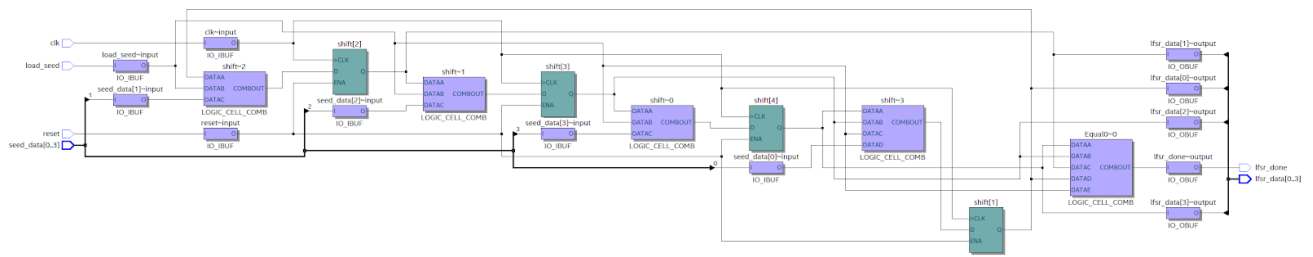 clk
load_seed
reset
seed_data[0..3]
clk~input
I O
IO_IBUF
load_seed~input
I O
IO_IBUF
seed_data[1]~input
I O
IO_IBUF
1
reset~input
I O
IO_IBUF
shift~2
DATAA
DATAB COMBOUT
DATAC
LOGIC_CELL_COMB
shift[2]
>CLK
D Q
ENA
seed_data[2]~input
I O
IO_IBUF
2
shift~1
DATAA
DATAB COMBOUT
DATAC
LOGIC_CELL_COMB
shift[3]
>CLK
D Q
ENA
seed_data[3]~input
I O
IO_IBUF
3
shift~0
DATAA
DATAB COMBOUT
DATAC
LOGIC_CELL_COMB
shift[4]
>CLK
D Q
ENA
seed_data[0]~input
I O
IO_IBUF
0
shift~3
DATAA
DATAB COMBOUT
DATAC
DATAD
LOGIC_CELL_COMB
shift[1]
>CLK
D Q
ENA
Equal0~0
DATAA
DATAB
DATAC COMBOUT
DATAD
DATAE
LOGIC_CELL_COMB
lfsr_data[1]~output
I O
IO_OBUF
lfsr_data[0]~output
I O
IO_OBUF
lfsr_data[2]~output
I O
IO_OBUF
lfsr_done~output
I O
IO_OBUF
lfsr_data[3]~output
I O
IO_OBUF
lfsr_done
lfsr_data[0..3]